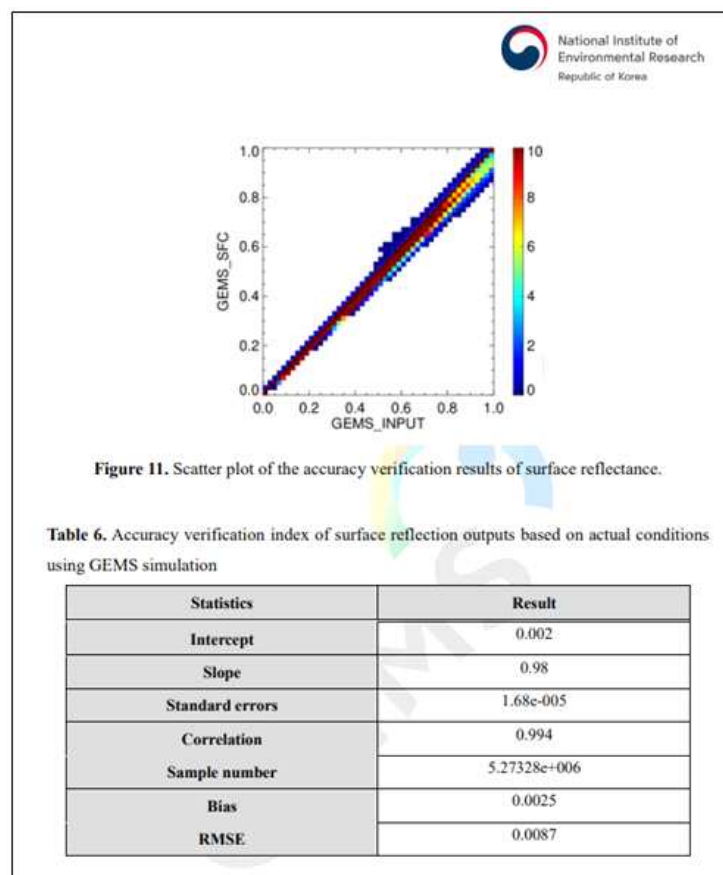 National Institute of
Environmental Research
Republic of Korea
1.0
0.8
0.6
0.4
0.2
0.0
GEMS_SFC
0.0 0.2 0.4 0.6 0.8 1.0
GEMS_INPUT
10
8
6
4
2
0
Figure 11. Scatter plot of the accuracy verification results of surface reflectance.
Table 6. Accuracy verification index of surface reflection outputs based on actual conditions
using GEMS simulation
Statistics Result
Intercept 0.002
Slope 0.98
Standard errors 1.68e-005
Correlation 0.994
Sample number 5.27328e+006
Bias 0.0025
RMSE 0.0087